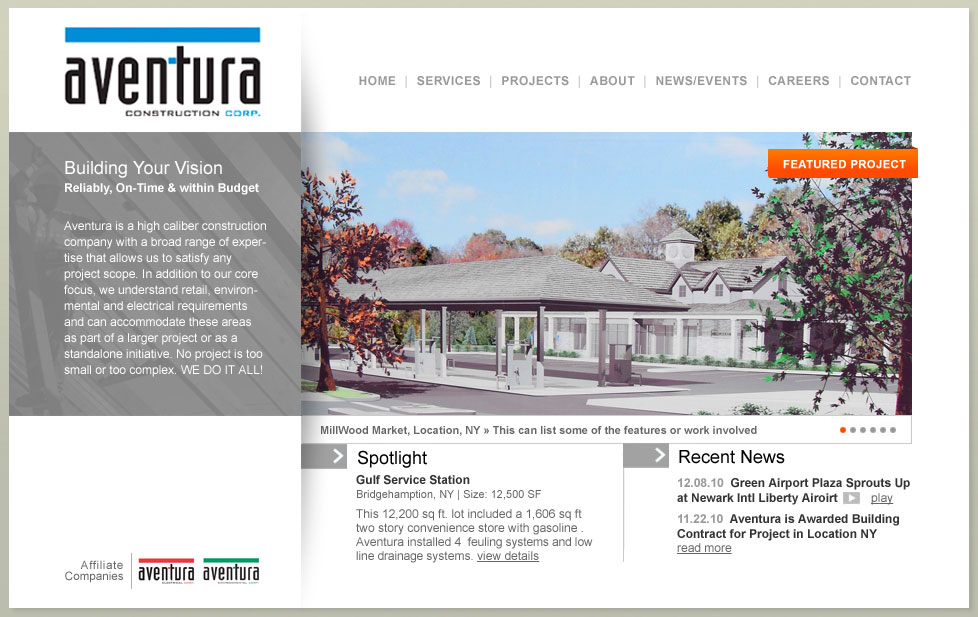 aventura
CONSTRUCTION CORP.
HOME | SERVICES | PROJECTS | ABOUT | NEWS/EVENTS | CAREERS | CONTACT
Building Your Vision
Reliably, On-Time & within Budget
Aventura is a high caliber construction
company with a broad range of exper-
tise that allows us to satisfy any
project scope. In addition to our core
focus, we understand retail, environ-
mental and electrical requirements
and can accommodate these areas
as part of a larger project or as a
standalone initiative. No project is too
small or too complex. WE DO IT ALL!
FEATURED PROJECT
MillWood Market, Location, NY » This can list some of the features or work involved
Spotlight
Gulf Service Station
Bridgehampton, NY | Size: 12,500 SF
This 12,200 sq ft. lot included a 1,606 sq ft
two story convenience store with gasoline .
Aventura installed 4 feuling systems and low
line drainage systems. view details
Recent News
12.08.10 Green Airport Plaza Sprouts Up
at Newark Intl Liberty Airoirt play
11.22.10 Aventura is Awarded Building
Contract for Project in Location NY
read more
Affiliate
Companies
aventura
aventura